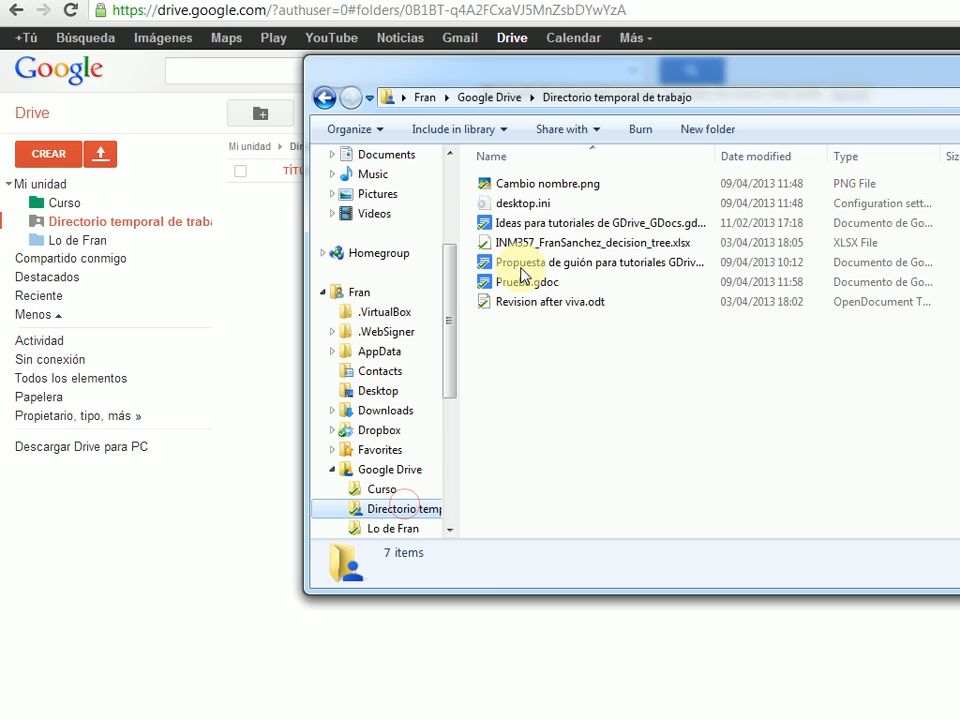 https://drive.google.com/?authuser=0#folders/0B1BT-q4A2FCxaVJ5MnZsbDYwYzA
+Tú Búsqueda Imágenes Maps Play YouTube Noticias Gmail Drive Calendar Más
Google
Drive
CREAR
Mi unidad
Curso
Directorio temporal de traba
Lo de Fran
Compartido conmigo
Destacados
Reciente
Menos
Actividad
Sin conexión
Todos los elementos
Papelera
Propietario, tipo, más »
Descargar Drive para PC
Mi unidad Dir
TÍTU
Fran Google Drive Directorio temporal de trabajo
Organize Include in library Share with Burn New folder
Documents
Music
Pictures
Videos
Homegroup
Fran
.VirtualBox
.WebSigner
AppData
Contacts
Desktop
Downloads
Dropbox
Favorites
Google Drive
Curso
Directorio temp
Lo de Fran
Name Date modified Type Siz
Cambio nombre.png 09/04/2013 11:48 PNG File
desktop.ini 09/04/2013 11:48 Configuration sett...
Ideas para tutoriales de GDrive_GDocs.gd... 11/02/2013 17:18 Documento de Go...
INM357_FranSanchez_decision_tree.xlsx 03/04/2013 18:05 XLSX File
Propuesta de guión para tutoriales GDriv... 09/04/2013 10:12 Documento de Go...
Prueba.gdoc 09/04/2013 11:58 Documento de Go...
Revision after viva.odt 03/04/2013 18:02 OpenDocument T...
7 items